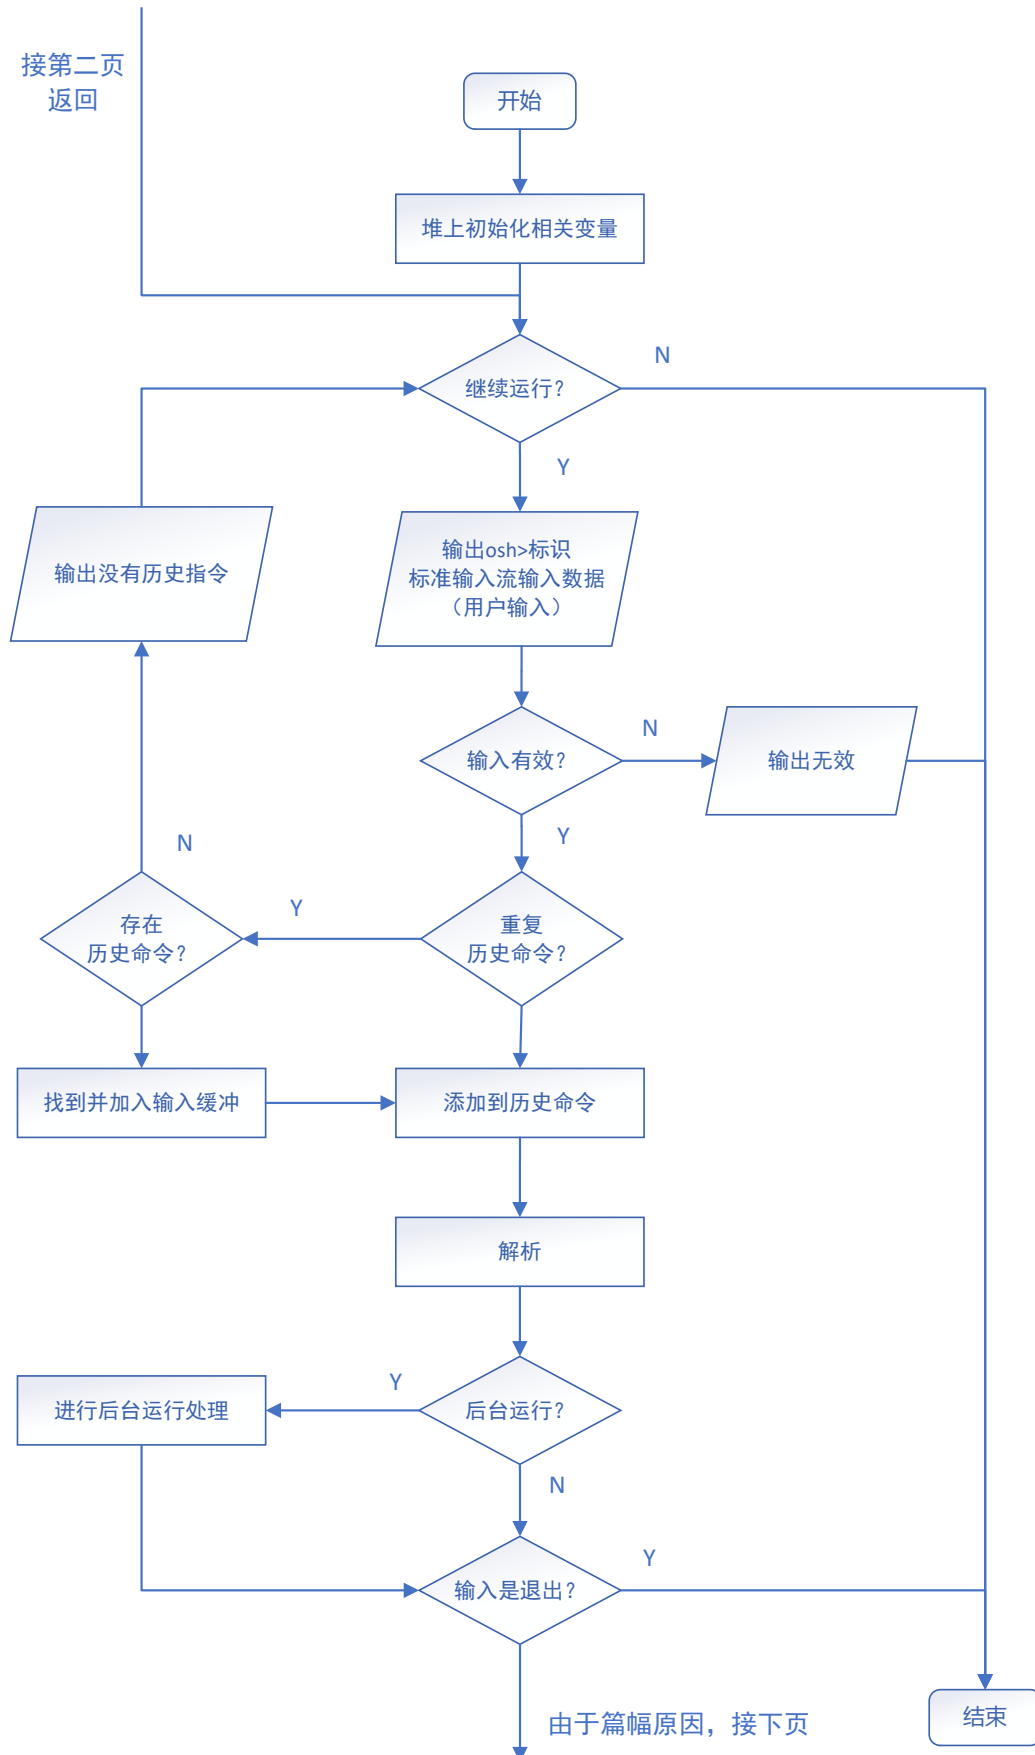 接第二页
返回
开始
堆上初始化相关变量
继续运行？
N
Y
输出没有历史指令
输出osh>标识
标准输入流输入数据
（用户输入）
输入有效？
N
输出无效
Y
N
存在
历史命令？
Y
重复
历史命令？
找到并加入输入缓冲
添加到历史命令
解析
进行后台运行处理
Y
后台运行？
N
输入是退出？
Y
由于篇幅原因，接下页
结束